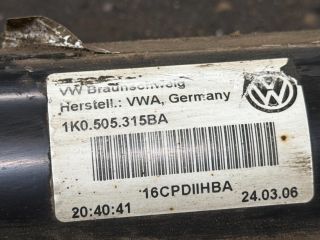 VW Braunschweig
Herstell.: VWA, Germany
1K0.505.315BA
16CPDIIHBA
20:40:41 24.03.06